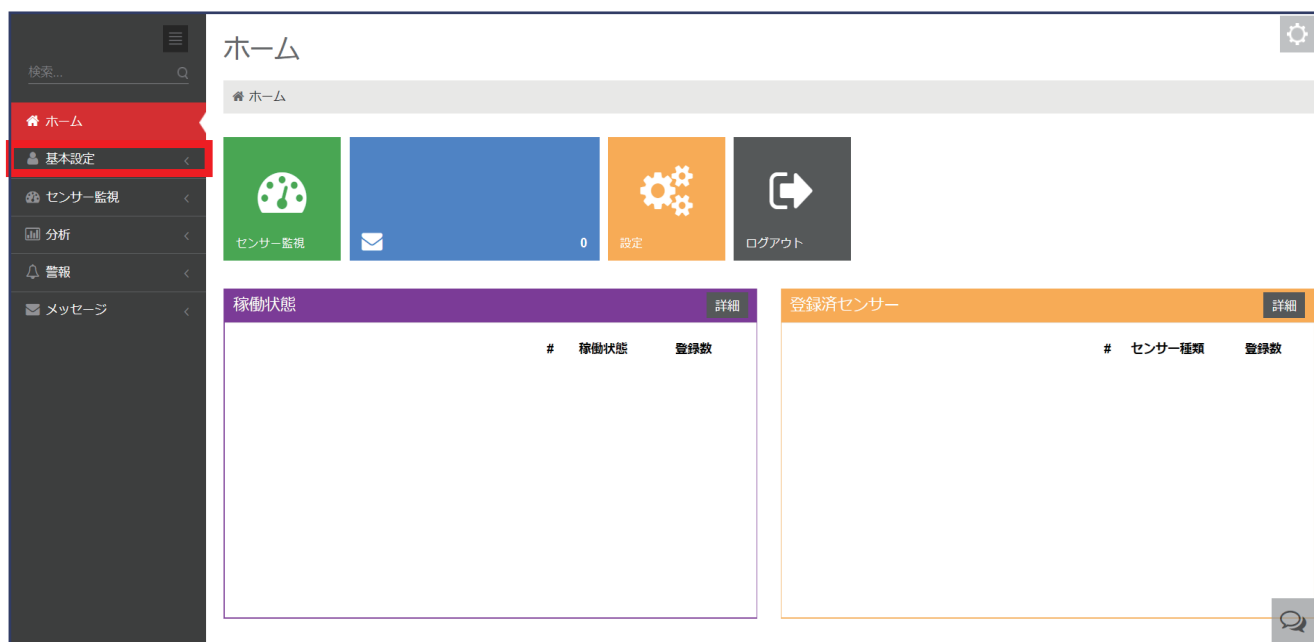 検索...
ホーム
基本設定
センサー監視
分析
警報
メッセージ
ホーム
ホーム
センサー監視
0
設定
ログアウト
稼働状態 詳細
# 稼働状態 登録数
登録済センサー 詳細
# センサー種類 登録数